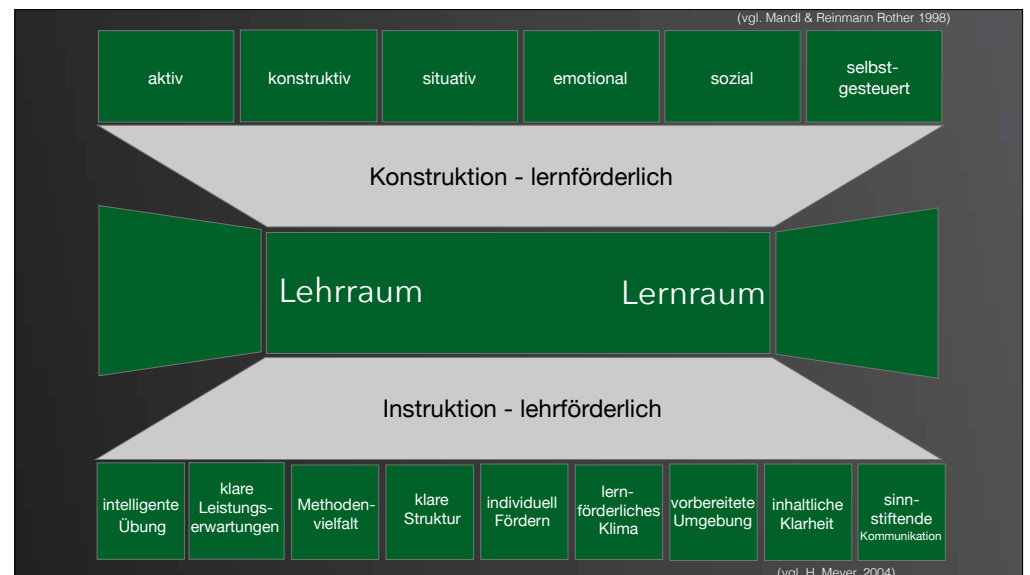 (vgl. Mandl & Reinmann Rother 1998)
aktiv
konstruktiv
situativ
emotional
sozial
selbst-
gesteuert
Konstruktion - lernförderlich
Lehrraum
Lernraum
Instruktion - lehrförderlich
intelligente
Übung
klare
Leistungs-
erwartungen
Methoden-
vielfalt
klare
Struktur
individuell
Fördern
lern-
förderliches
Klima
vorbereitete
Umgebung
inhaltliche
Klarheit
sinn-
stiftende
Kommunikation
(vgl. H. Meyer, 2004)